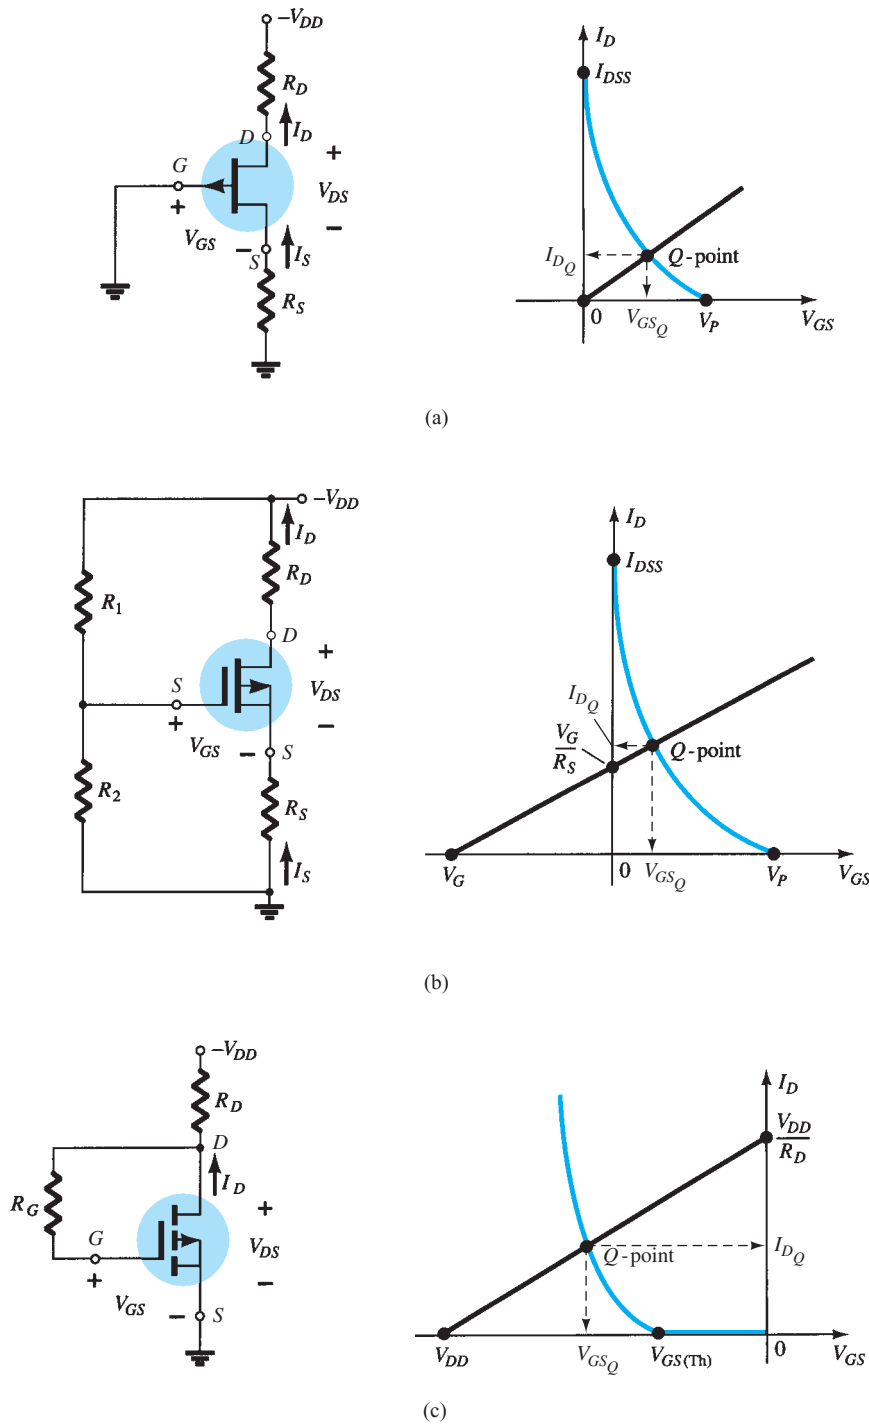 −V_DD
R_D
I_D
D
G
+
+
V_DS
−
V_GS
−
S
I_S
R_S
I_D
I_DSS
I_DQ
Q-point
0
V_GSQ
V_P
V_GS
(a)
−V_DD
I_D
R_D
R_1
D
S
+
+
V_DS
−
V_GS
−
S
R_2
R_S
I_S
I_D
I_DSS
I_DQ
V_G
R_S
Q-point
V_G
0
V_GSQ
V_P
V_GS
(b)
−V_DD
R_D
D
I_D
R_G
G
+
+
V_DS
−
V_GS
−
S
I_D
V_DD
R_D
Q-point
I_DQ
V_DD
V_GSQ
V_GS(Th)
0
V_GS
(c)